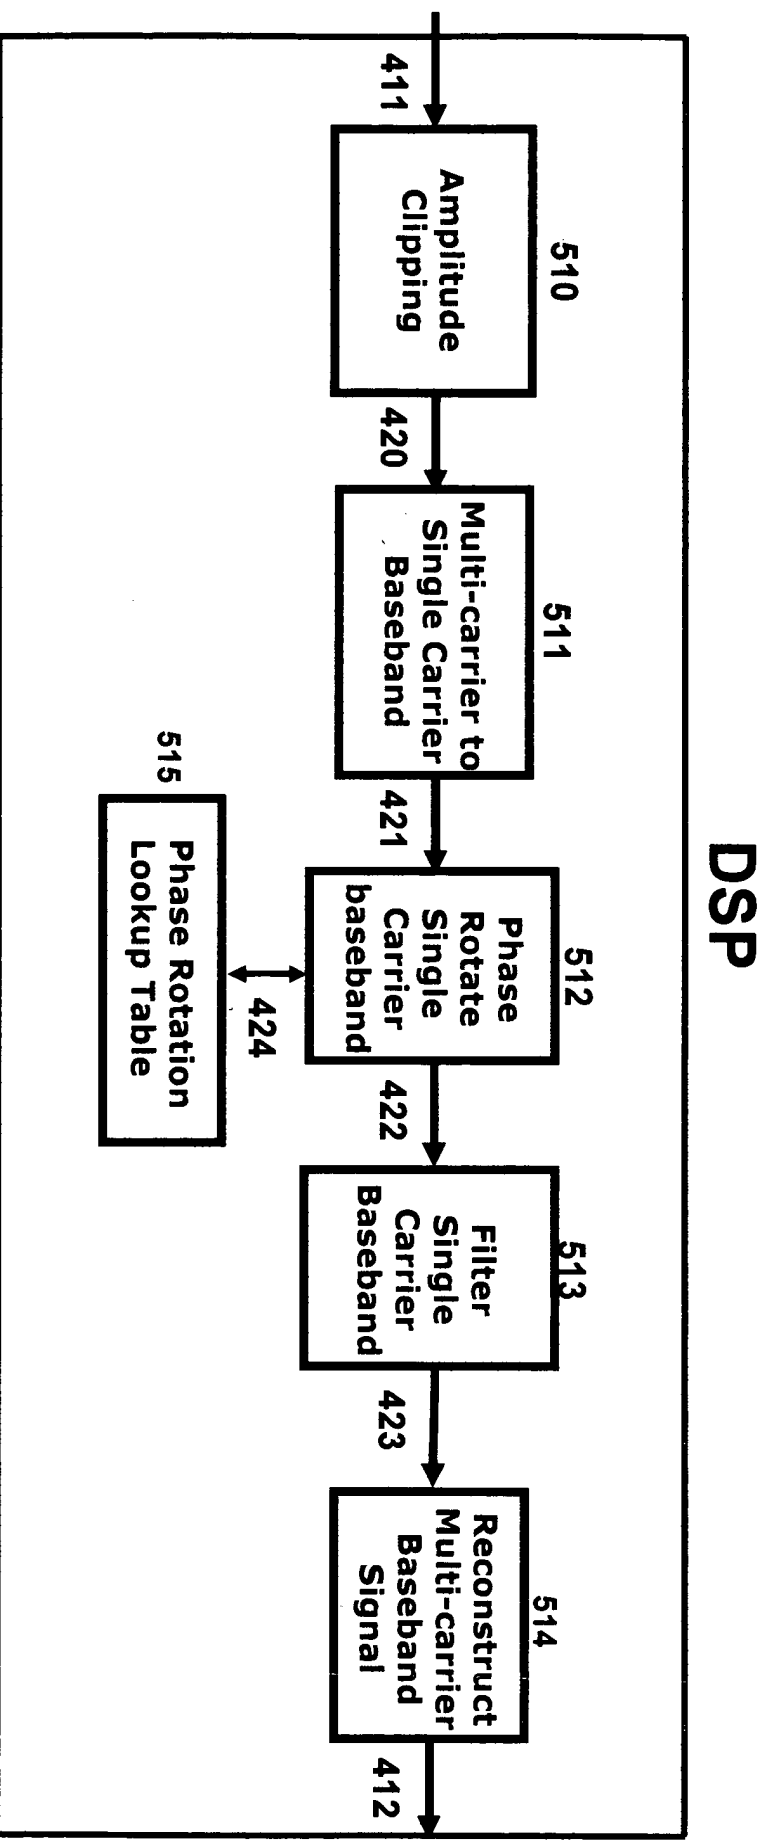 DSP
411
510
Amplitude
Clipping
420
511
Multi-carrier to
Single Carrier
Baseband
421
512
Phase
Rotate
Single
Carrier
baseband
422
513
Filter
Single
Carrier
Baseband
423
514
Reconstruct
Multi-carrier
Baseband
Signal
412
424
515
Phase Rotation
Lookup Table